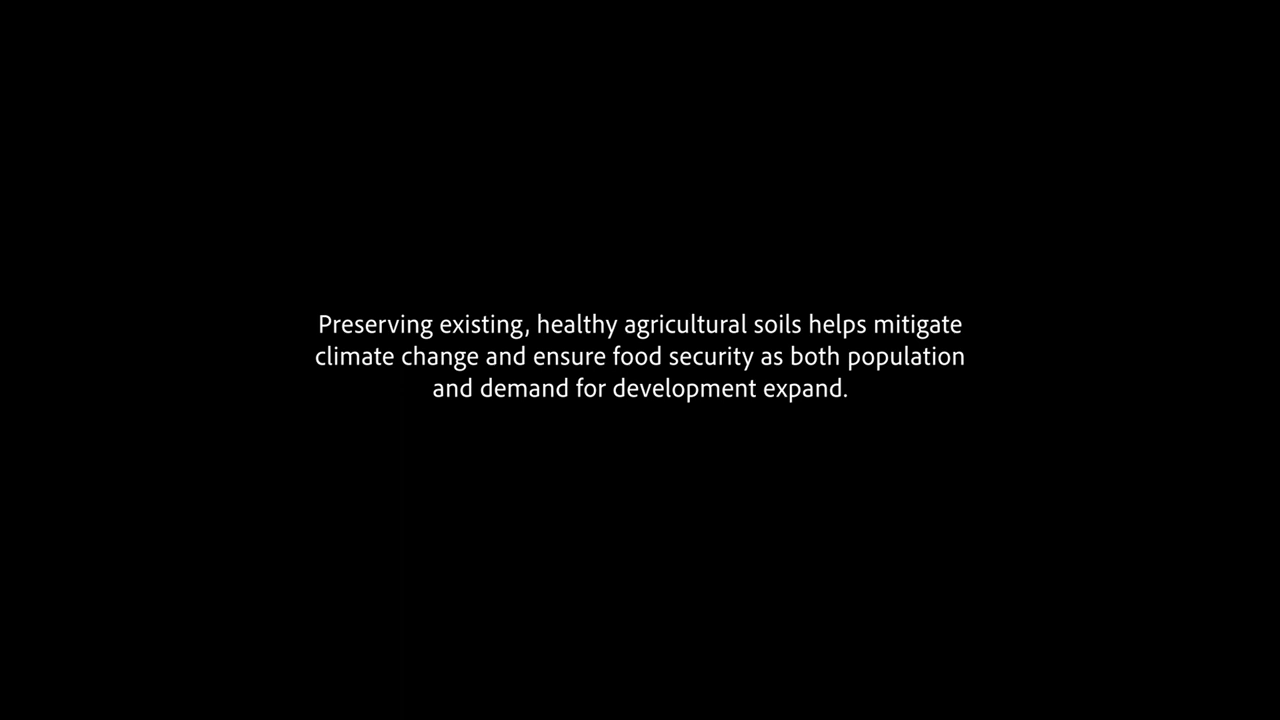 Preserving existing, healthy agricultural soils helps mitigate
climate change and ensure food security as both population
and demand for development expand.